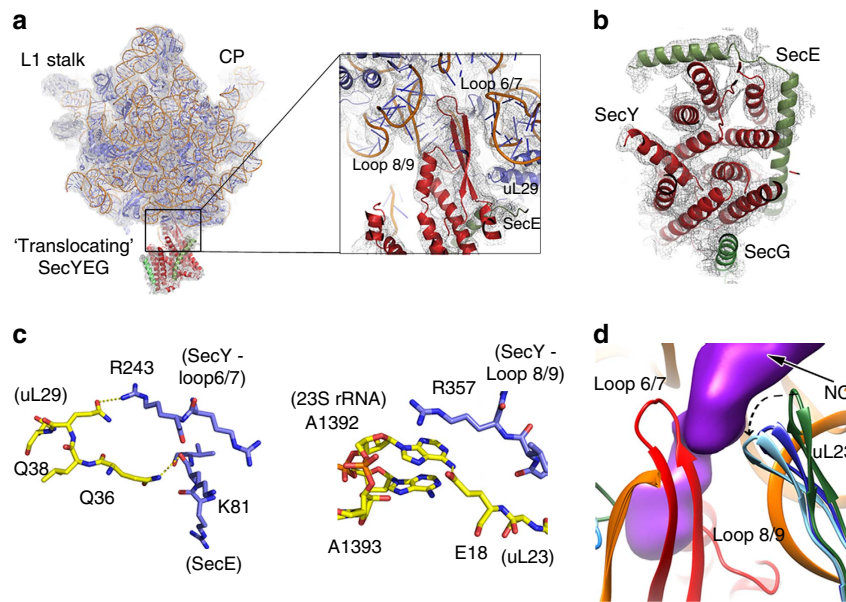 a
L1 stalk
CP
'Translocating'
SecYEG
Loop 6/7
Loop 8/9
uL29
SecE
b
SecE
SecY
SecG
c
R243
(SecY -
loop6/7)
(uL29)
Q38
Q36
K81
(SecE)
(SecY -
Loop 8/9)
R357
(23S rRNA)
A1392
A1393
E18
(uL23)
d
Loop 6/7
NC
uL23
Loop 8/9